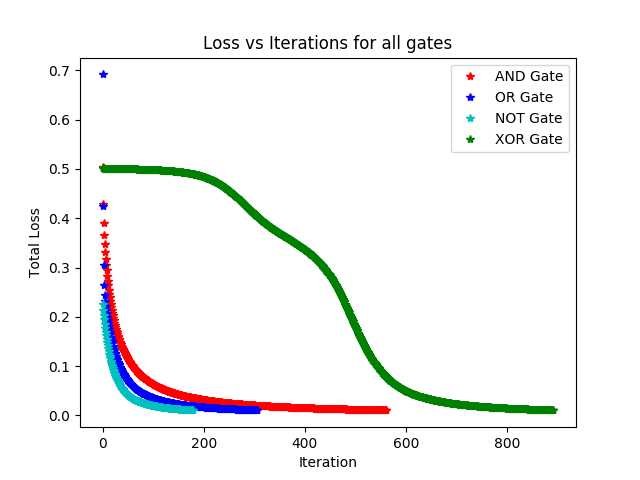 Loss vs Iterations for all gates
AND Gate
OR Gate
NOT Gate
XOR Gate
0.7
0.6
0.5
0.4
0.3
0.2
0.1
0.0
Total Loss
0 200 400 600 800
Iteration